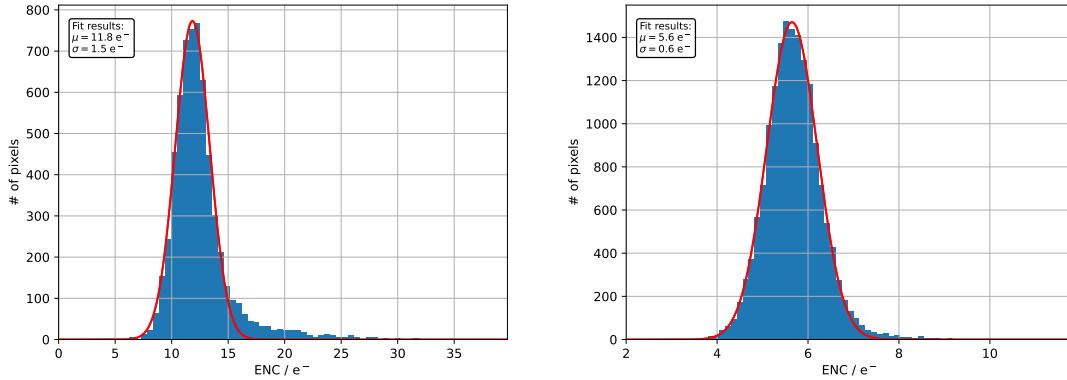 800
700
600
500
400
300
200
100
0
# of pixels
Fit results:
μ = 11.8 e⁻
σ = 1.5 e⁻
0 5 10 15 20 25 30 35
ENC / e⁻
1400
1200
1000
800
600
400
200
0
# of pixels
Fit results:
μ = 5.6 e⁻
σ = 0.6 e⁻
2 4 6 8 10
ENC / e⁻